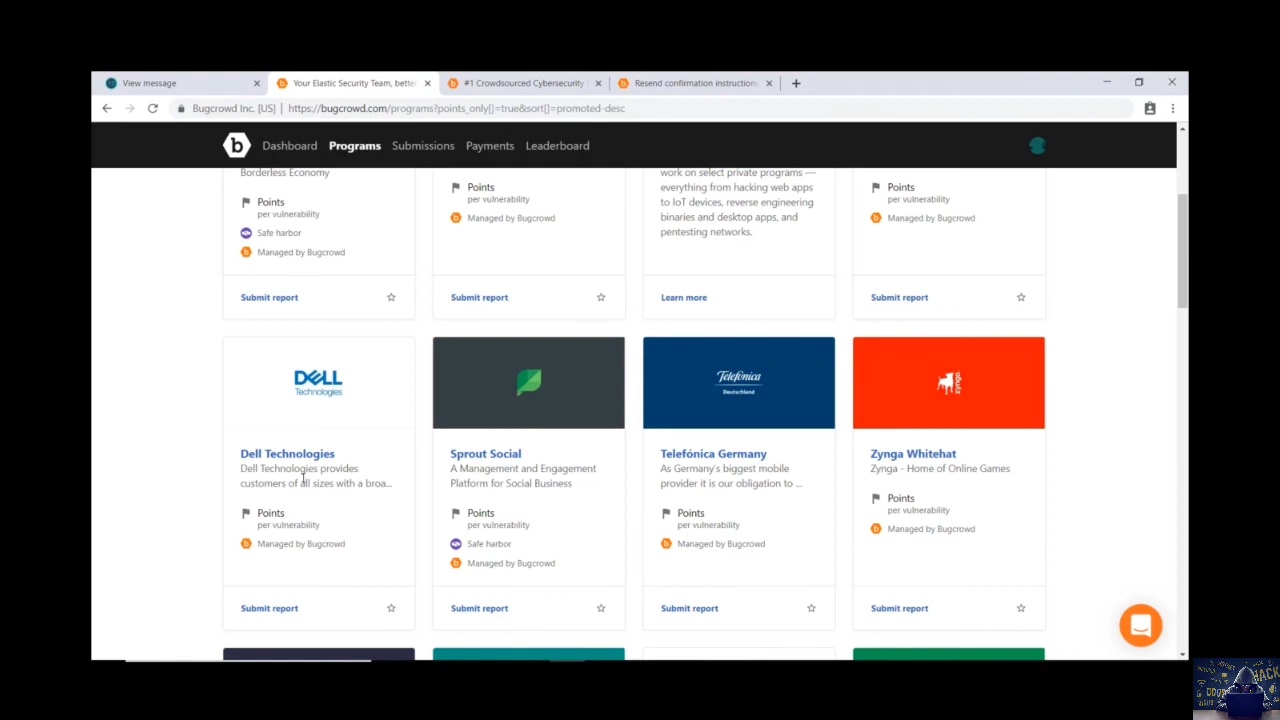 View message
Your Elastic Security Team, bette
#1 Crowdsourced Cybersecurity
Resend confirmation instruction
Bugcrowd Inc. [US]
https://bugcrowd.com/programs?points_only[]=true&sort[]=promoted-desc
b
Dashboard
Programs
Submissions
Payments
Leaderboard
Borderless Economy
Points
per vulnerability
Safe harbor
Managed by Bugcrowd
Submit report
Points
per vulnerability
Managed by Bugcrowd
Submit report
work on select private programs —
everything from hacking web apps
to IoT devices, reverse engineering
binaries and desktop apps, and
pentesting networks.
Learn more
Points
per vulnerability
Managed by Bugcrowd
Submit report
DELL
Technologies
Dell Technologies
Dell Technologies provides
customers of all sizes with a broa...
Points
per vulnerability
Managed by Bugcrowd
Submit report
Sprout Social
A Management and Engagement
Platform for Social Business
Points
per vulnerability
Safe harbor
Managed by Bugcrowd
Submit report
Telefónica
Deutschland
Telefónica Germany
As Germany's biggest mobile
provider it is our obligation to ...
Points
per vulnerability
Managed by Bugcrowd
Submit report
zynga
Zynga Whitehat
Zynga - Home of Online Games
Points
per vulnerability
Managed by Bugcrowd
Submit report
HACK